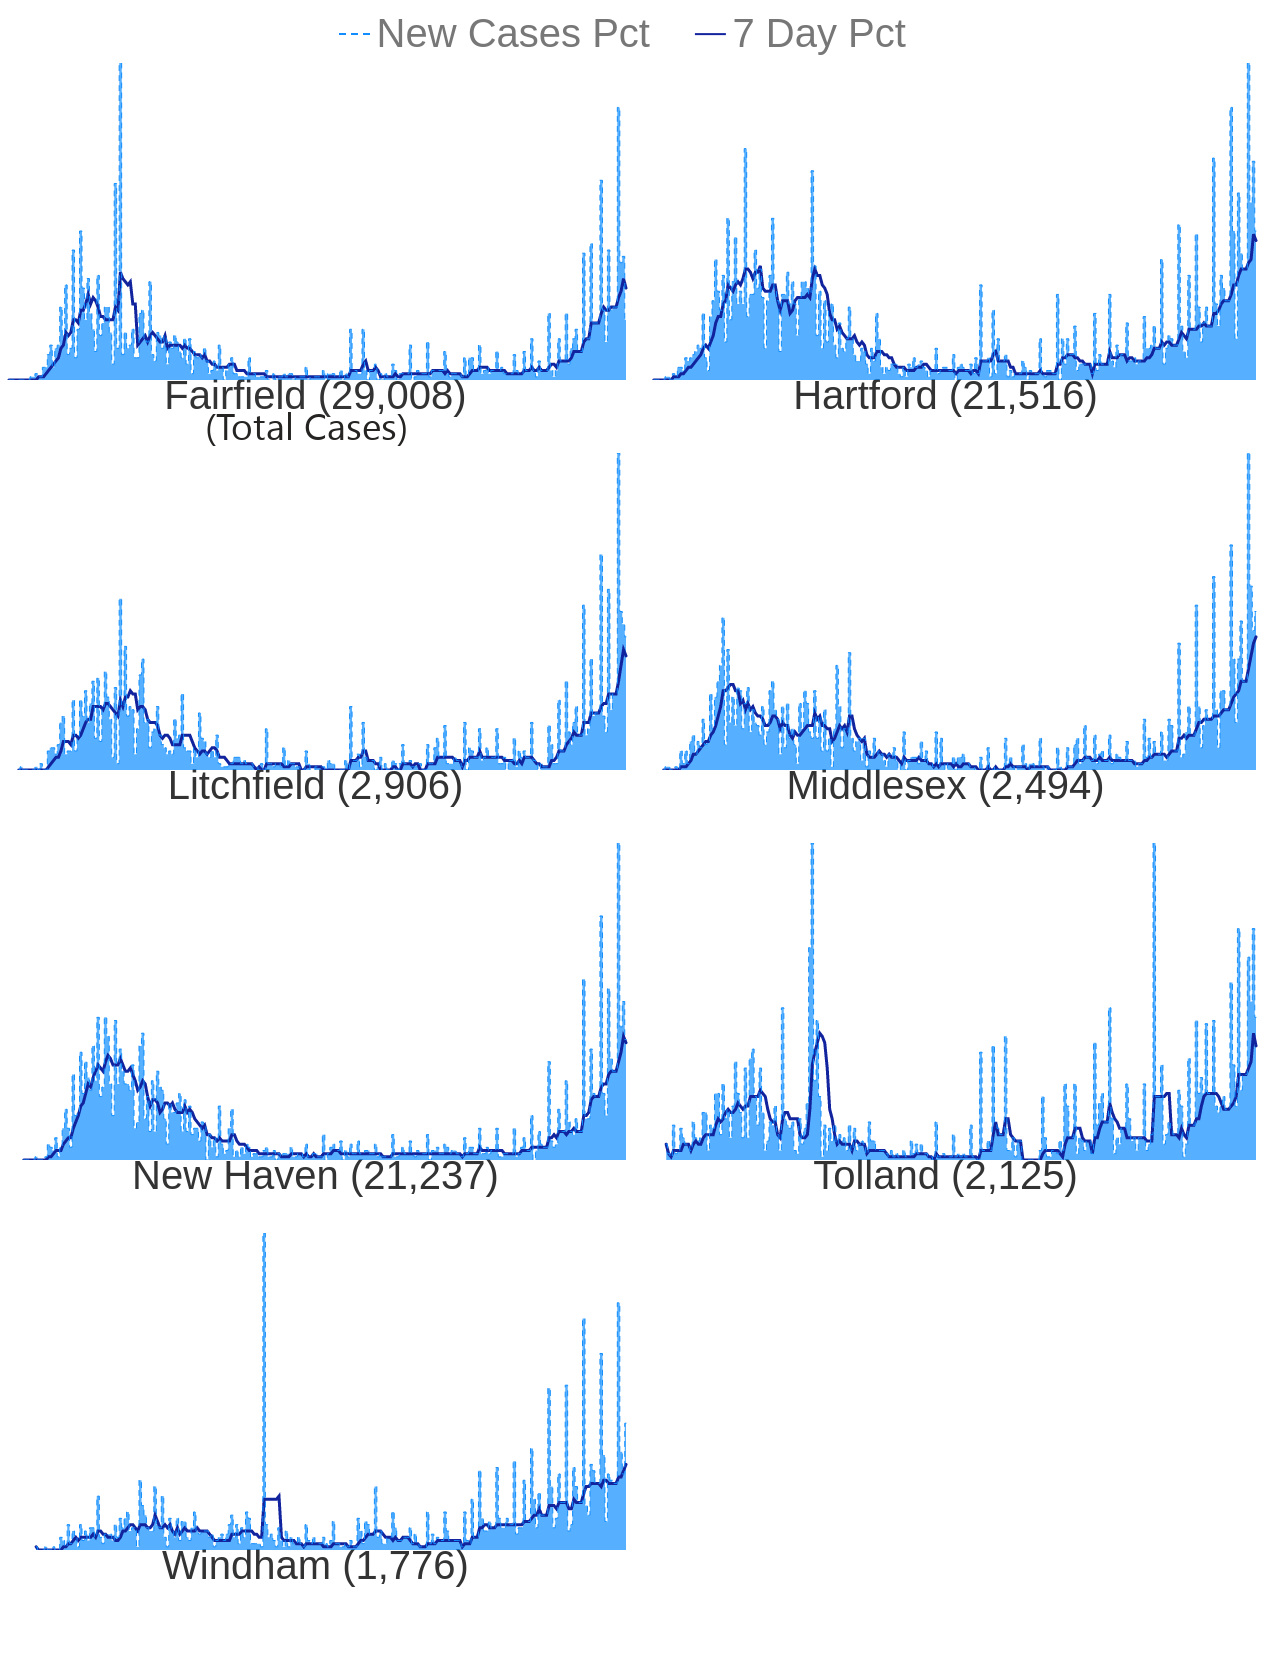 New Cases Pct 7 Day Pct
Fairfield (29,008) Hartford (21,516)
(Total Cases)
Litchfield (2,906) Middlesex (2,494)
New Haven (21,237) Tolland (2,125)
Windham (1,776)